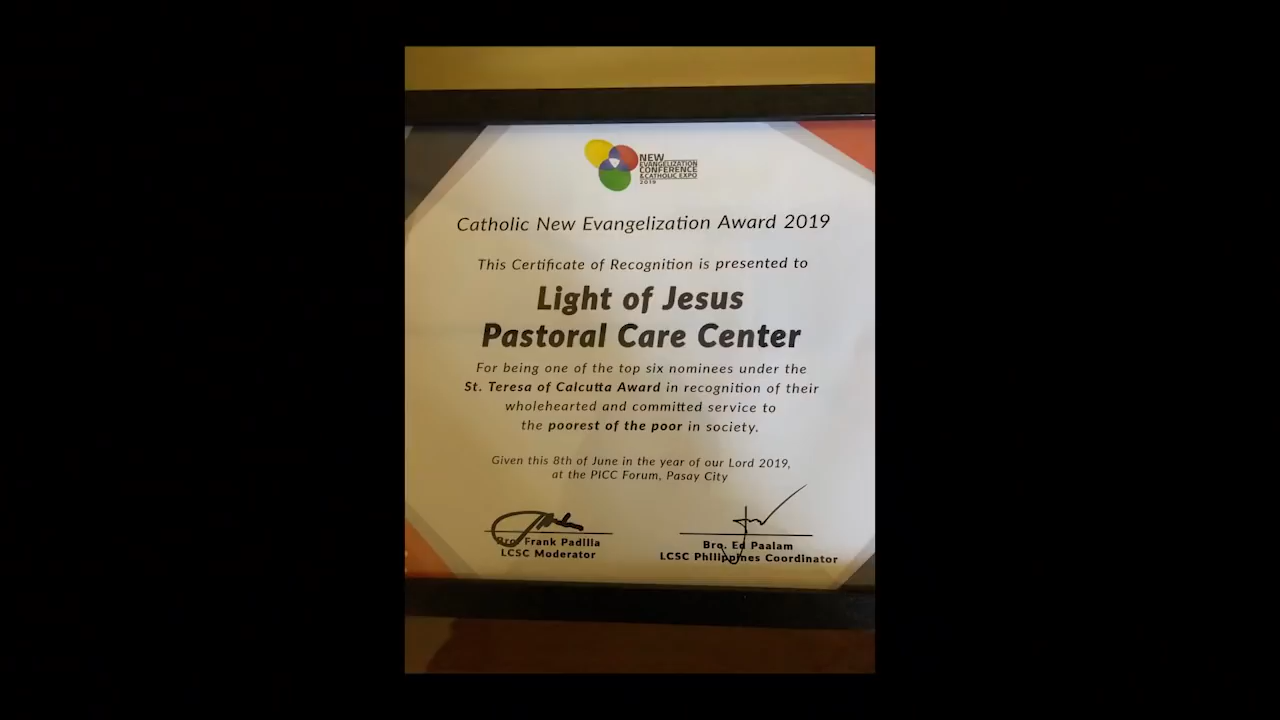 NEW
EVANGELIZATION
CONFERENCE
& CATHOLIC EXPO
2019
Catholic New Evangelization Award 2019
This Certificate of Recognition is presented to
Light of Jesus
Pastoral Care Center
For being one of the top six nominees under the
St. Teresa of Calcutta Award in recognition of their
wholehearted and committed service to
the poorest of the poor in society.
Given this 8th of June in the year of our Lord 2019,
at the PICC Forum, Pasay City
Bro. Frank Padilla
LCSC Moderator
Bro. Ed Paalam
LCSC Philippines Coordinator